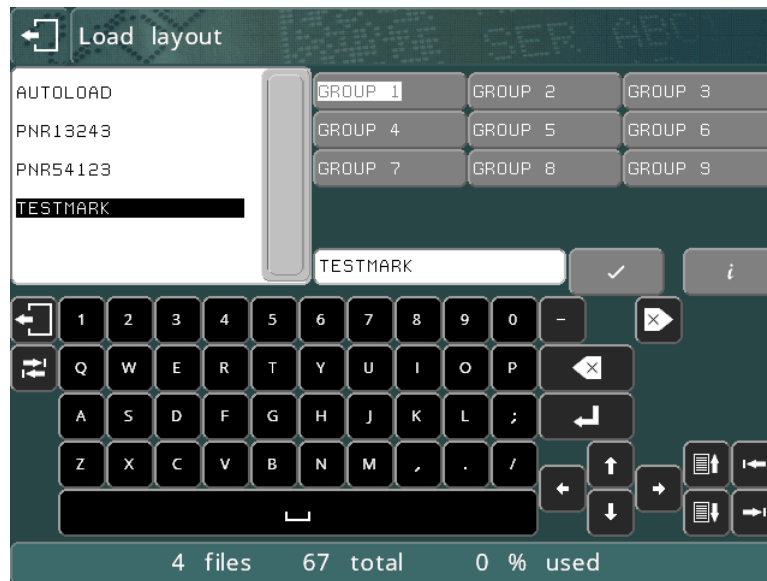 Load layout
AUTOLOAD
PNR13243
PNR54123
TESTMARK
GROUP 1 GROUP 2 GROUP 3
GROUP 4 GROUP 5 GROUP 6
GROUP 7 GROUP 8 GROUP 9
TESTMARK
i
1 2 3 4 5 6 7 8 9 0 -
Q W E R T Y U I O P
A S D F G H J K L ;
Z X C V B N M , . /
4 files 67 total 0 % used